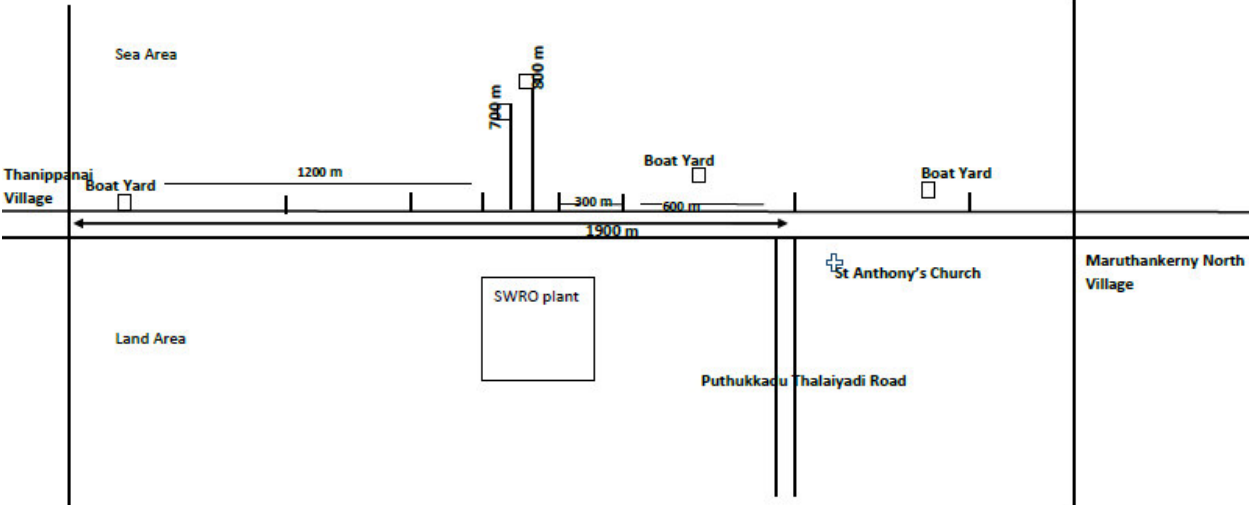 Sea Area
800 m
700 m
Thanippanai
Village
Boat Yard
1200 m
Boat Yard
Boat Yard
300 m
600 m
1900 m
St Anthony's Church
Maruthankerny North
Village
SWRO plant
Land Area
Puthukkadu Thalaiyadi Road